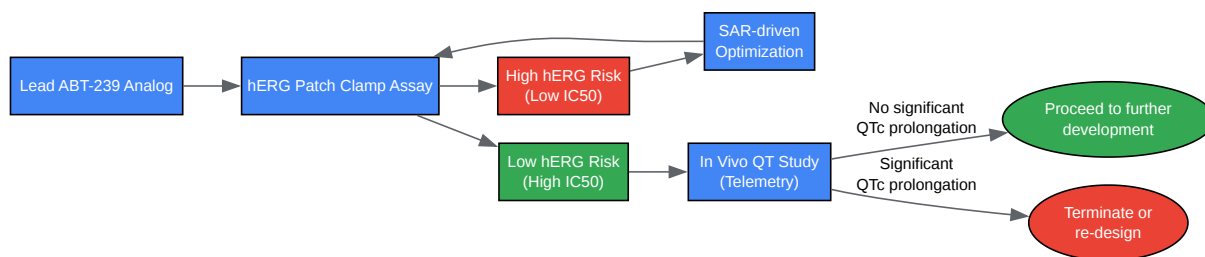 Lead ABT-239 Analog
hERG Patch Clamp Assay
High hERG Risk
(Low IC50)
SAR-driven
Optimization
Low hERG Risk
(High IC50)
In Vivo QT Study
(Telemetry)
No significant
QTc prolongation
Proceed to further
development
Significant
QTc prolongation
Terminate or
re-design